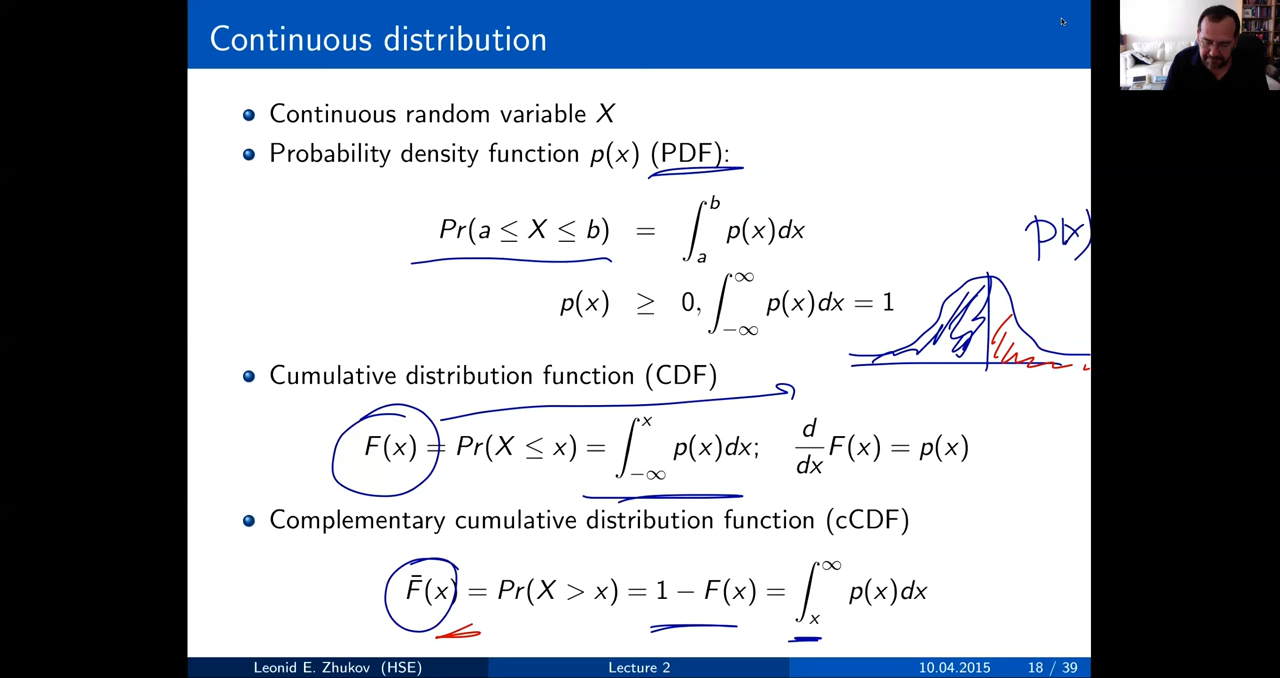 Continuous distribution
Continuous random variable X
Probability density function p(x) (PDF):
Pr(a ≤ X ≤ b) = ∫_a^b p(x)dx
p(x)
p(x) ≥ 0, ∫_{-∞}^{∞} p(x)dx = 1
Cumulative distribution function (CDF)
F(x) = Pr(X ≤ x) = ∫_{-∞}^x p(x)dx; d/dx F(x) = p(x)
Complementary cumulative distribution function (cCDF)
F̄(x) = Pr(X > x) = 1 − F(x) = ∫_x^∞ p(x)dx
Leonid E. Zhukov (HSE) Lecture 2 10.04.2015 18 / 39